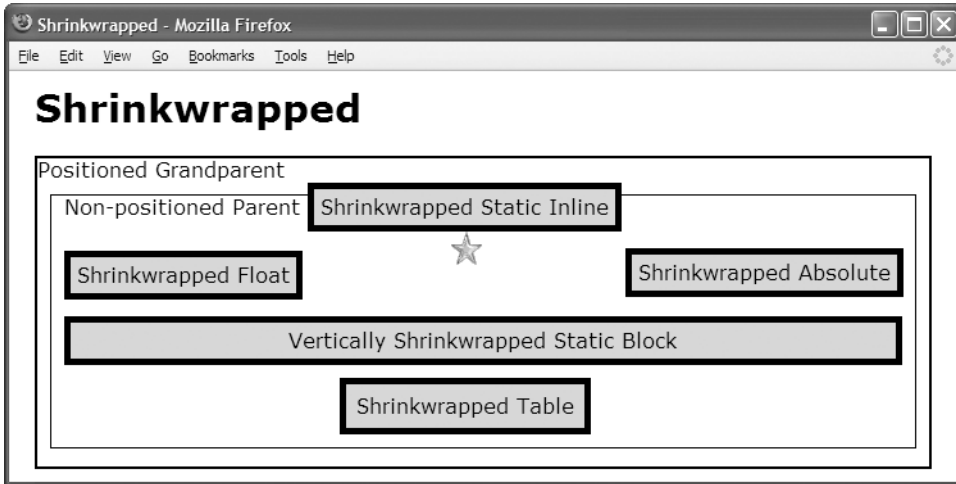 Shrinkwrapped - Mozilla Firefox
File Edit View Go Bookmarks Tools Help
Shrinkwrapped
Positioned Grandparent
Non-positioned Parent Shrinkwrapped Static Inline
Shrinkwrapped Float Shrinkwrapped Absolute
Vertically Shrinkwrapped Static Block
Shrinkwrapped Table